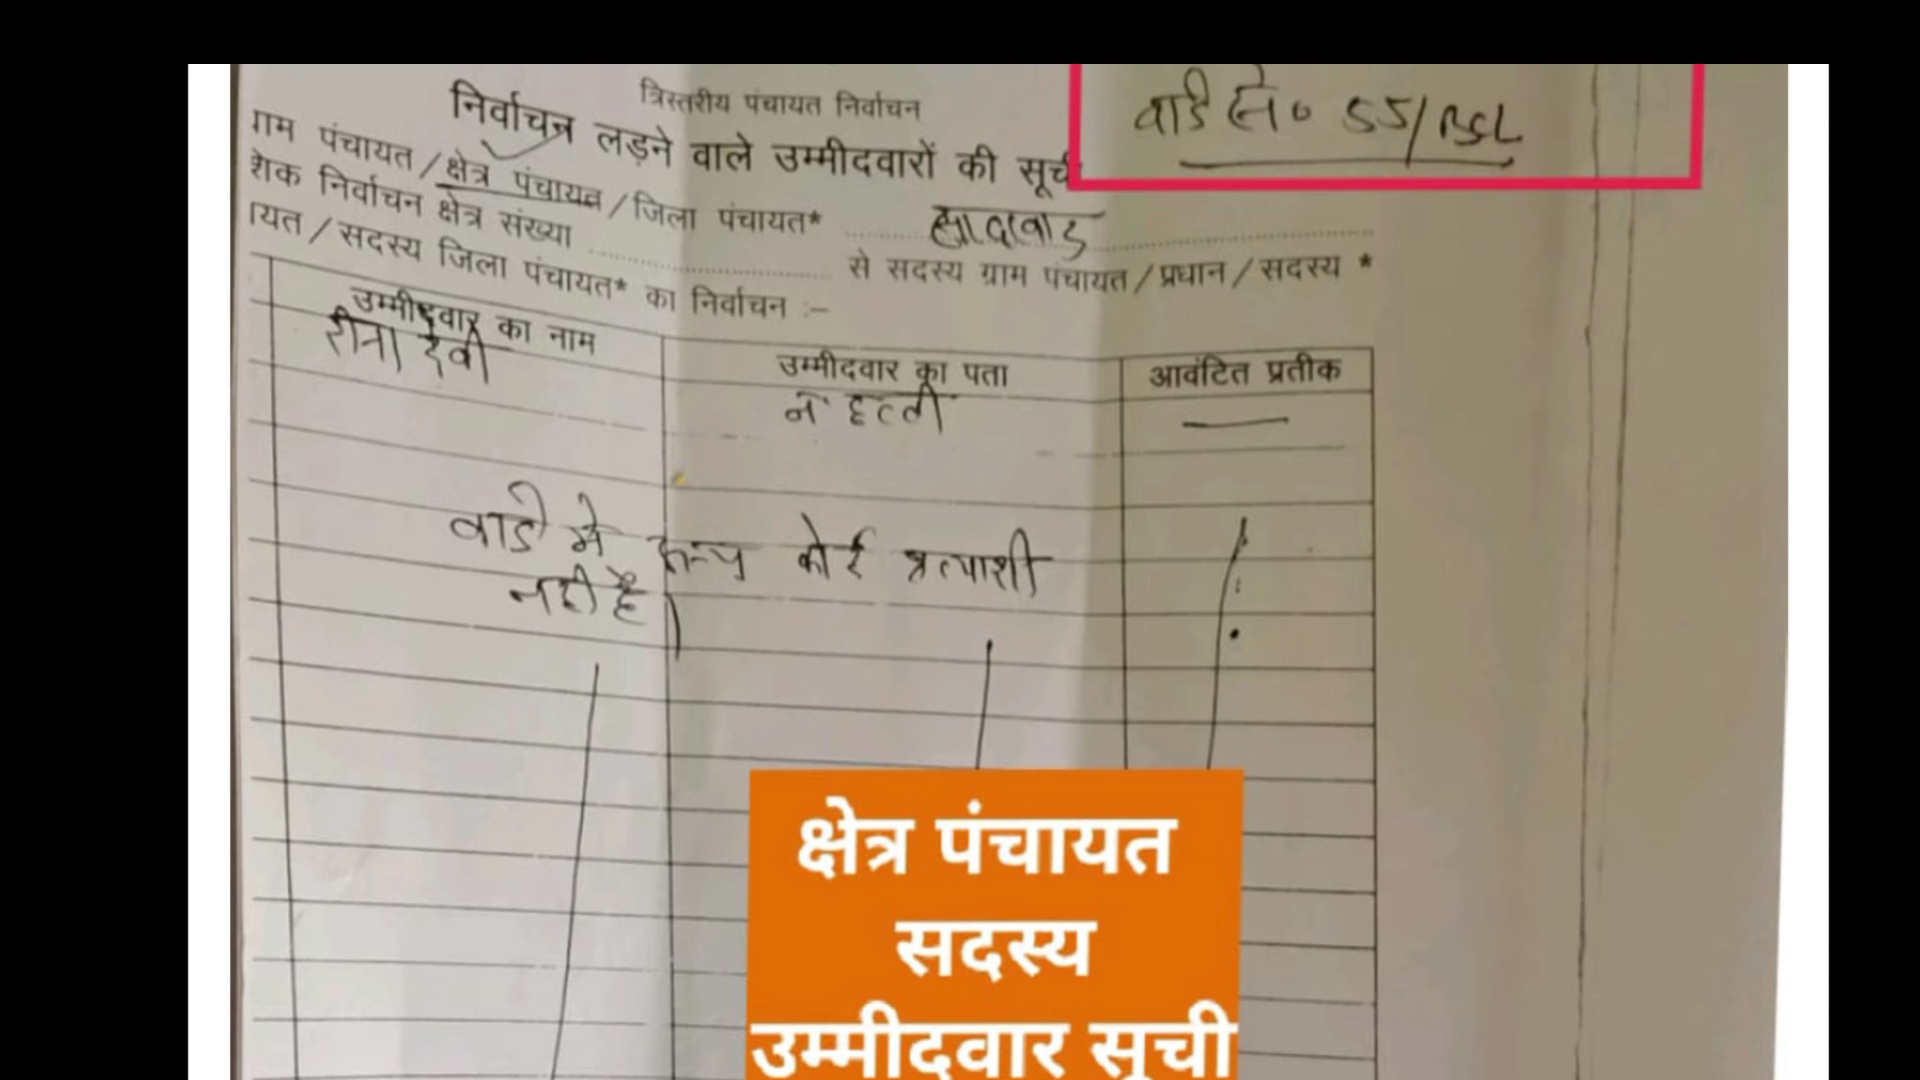 त्रिस्तरीय पंचायत निर्वाचन
वार्ड सं० 55/
निर्वाचन लड़ने वाले उम्मीदवारों की सूची
ग्राम पंचायत/क्षेत्र पंचायत/जिला पंचायत*
शिक निर्वाचन क्षेत्र संख्या से सदस्य ग्राम पंचायत/प्रधान/सदस्य *
ायत/सदस्य जिला पंचायत* का निर्वाचन :-
उम्मीदवार का नाम उम्मीदवार का पता आवंटित प्रतीक
रीना देवी —
वार्ड में अन्य कोई प्रत्याशी
नही है।
क्षेत्र पंचायत
सदस्य
उम्मीदवार सूची